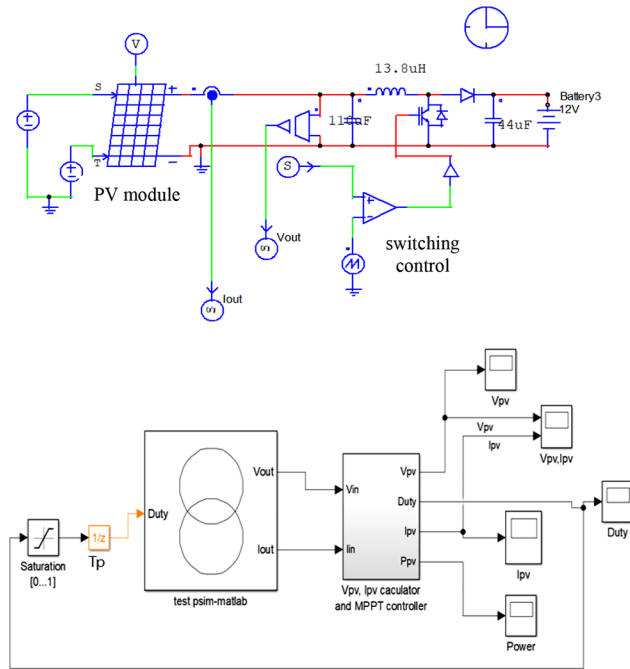 V
S
T
PV module
13.8uH
110uF
44uF
Battery3
12V
S
Vout
Iout
switching
control
Vpv
Vpv
Ipv
Vpv,Ipv
Duty
Vout
Iout
Vin
Iin
Vpv
Duty
Ipv
Ppv
Saturation
[0...1]
1/z
Tp
test psim-matlab
Vpv, Ipv caculator
and MPPT controller
Ipv
Duty
Power